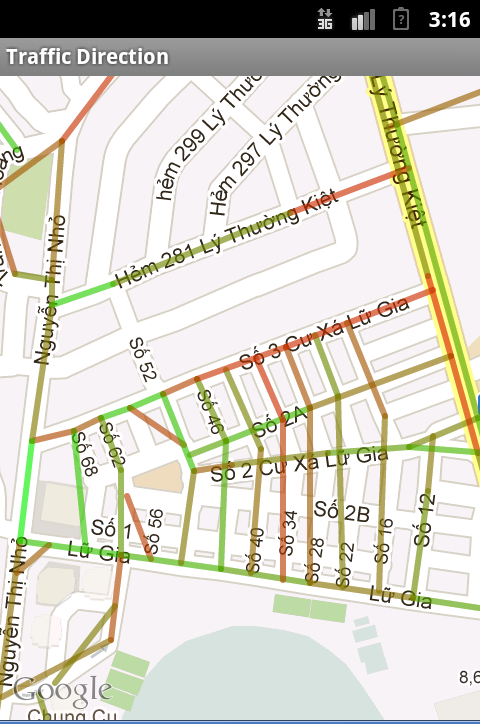 3G
3:16
Traffic Direction
hẻm 299 Lý Thườ
Hẻm 297 Lý Thường
Lý Thường Kiệt
Hẻm 281 Lý Thường Kiệt
Nguyễn Thị Nhỏ
Số 52
Số 3 Cư Xá Lữ Gia
Số 46
Số 2A
Số 68
Số 62
Số 2 Cư Xá Lữ Gia
Số 1
Số 56
Số 2B
Số 12
Số 40
Số 34
Số 28
Số 22
Số 16
Lữ Gia
Lữ Gia
Nguyễn Thị Nhỏ
8,6
Google
Chung Cư